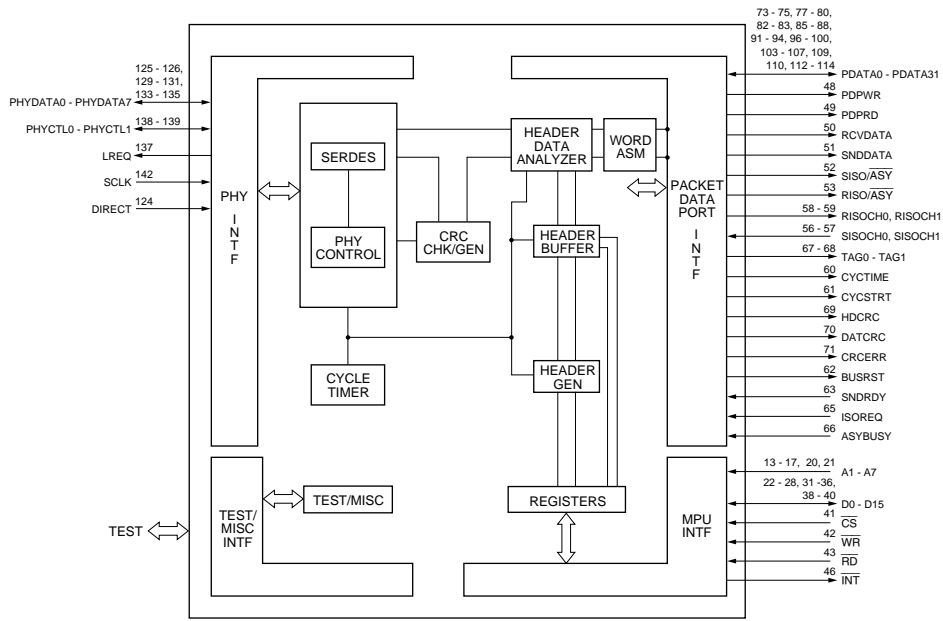 73 - 75, 77 - 80,
82 - 83, 85 - 88,
91 - 94, 96 - 100,
103 - 107, 109,
110, 112 - 114
PDATA0 - PDATA31
48
PDPWR
49
PDPRD
50
RCVDATA
51
SNDDATA
52
SISO/ASY
53
RISO/ASY
58 - 59
RISOCH0, RISOCH1
56 - 57
SISOCH0, SISOCH1
67 - 68
TAG0 - TAG1
60
CYCTIME
61
CYCSTRT
69
HDCRC
70
DATCRC
71
CRCERR
62
BUSRST
63
SNDRDY
65
ISOREQ
66
ASYBUSY
13 - 17, 20, 21
A1 - A7
22 - 28, 31 -36,
38 - 40
D0 - D15
41
CS
42
WR
43
RD
46
INT
125 - 126,
129 - 131,
133 - 135
PHYDATA0 - PHYDATA7
138 - 139
PHYCTL0 - PHYCTL1
137
LREQ
142
SCLK
124
DIRECT
TEST
PHY
I
N
T
F
SERDES
PHY
CONTROL
CRC
CHK/GEN
CYCLE
TIMER
HEADER
DATA
ANALYZER
WORD
ASM
HEADER
BUFFER
HEADER
GEN
REGISTERS
PACKET
DATA
PORT
I
N
T
F
TEST/
MISC
INTF
TEST/MISC
MPU
INTF